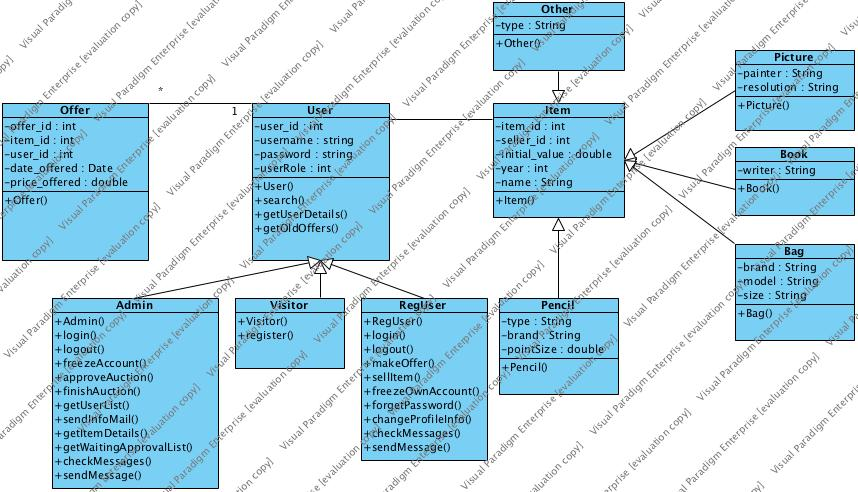 Other
-type : String
+Other()
Picture
-painter : String
-resolution : String
+Picture()
*
1
Offer
-offer_id : int
-item_id : int
-user_id : int
-date_offered : Date
-price_offered : double
+Offer()
User
-user_id : int
-username : string
-password : string
-userRole : int
+User()
+search()
+getUserDetails()
+getOldOffers()
Item
-item_id : int
-seller_id : int
-initial_value : double
-year : int
-name : String
+Item()
Book
-writer : String
+Book()
Bag
-brand : String
-model : String
-size : String
+Bag()
Admin
+Admin()
+login()
+logout()
+freezeAccount()
+approveAuction()
+finishAuction()
+getUserList()
+sendInfoMail()
+getItemDetails()
+getWaitingApprovalList()
+checkMessages()
+sendMessage()
Visitor
+Visitor()
+register()
RegUser
+RegUser()
+login()
+logout()
+makeOffer()
+sellItem()
+freezeOwnAccount()
+forgetPassword()
+changeProfileInfo()
+checkMessages()
+sendMessage()
Pencil
-type : String
-brand : String
-pointSize : double
+Pencil()
Visual Paradigm Enterprise [evaluation copy]